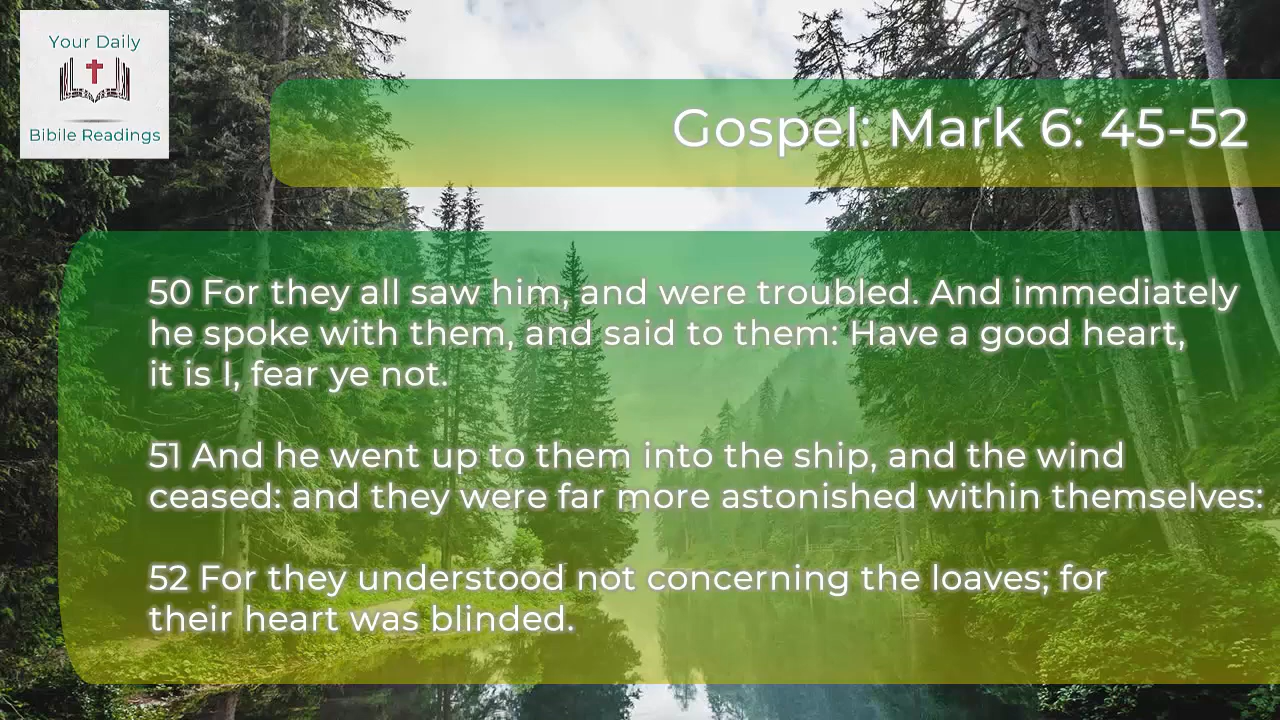 Your Daily
Bibile Readings
Gospel: Mark 6: 45-52
50 For they all saw him, and were troubled. And immediately
he spoke with them, and said to them: Have a good heart,
it is I, fear ye not.
51 And he went up to them into the ship, and the wind
ceased: and they were far more astonished within themselves:
52 For they understood not concerning the loaves; for
their heart was blinded.